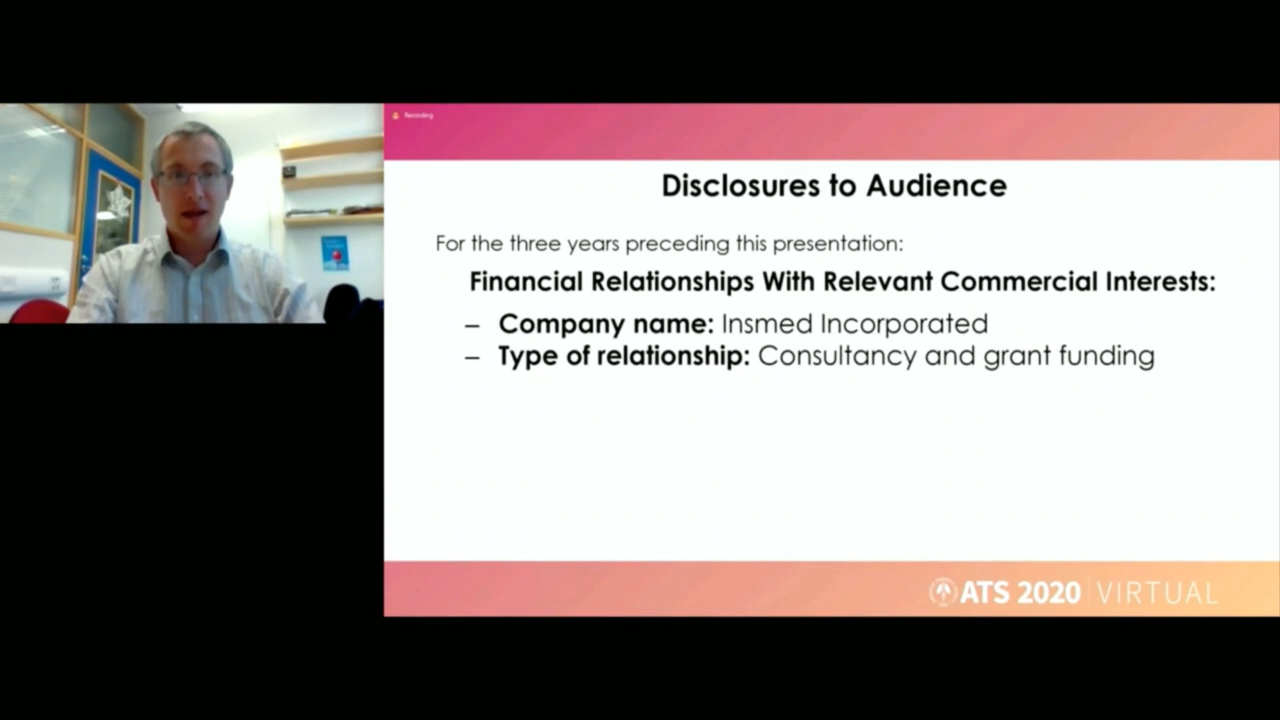 Recording
Disclosures to Audience
For the three years preceding this presentation:
Financial Relationships With Relevant Commercial Interests:
– Company name: Insmed Incorporated
– Type of relationship: Consultancy and grant funding
ATS 2020 | VIRTUAL